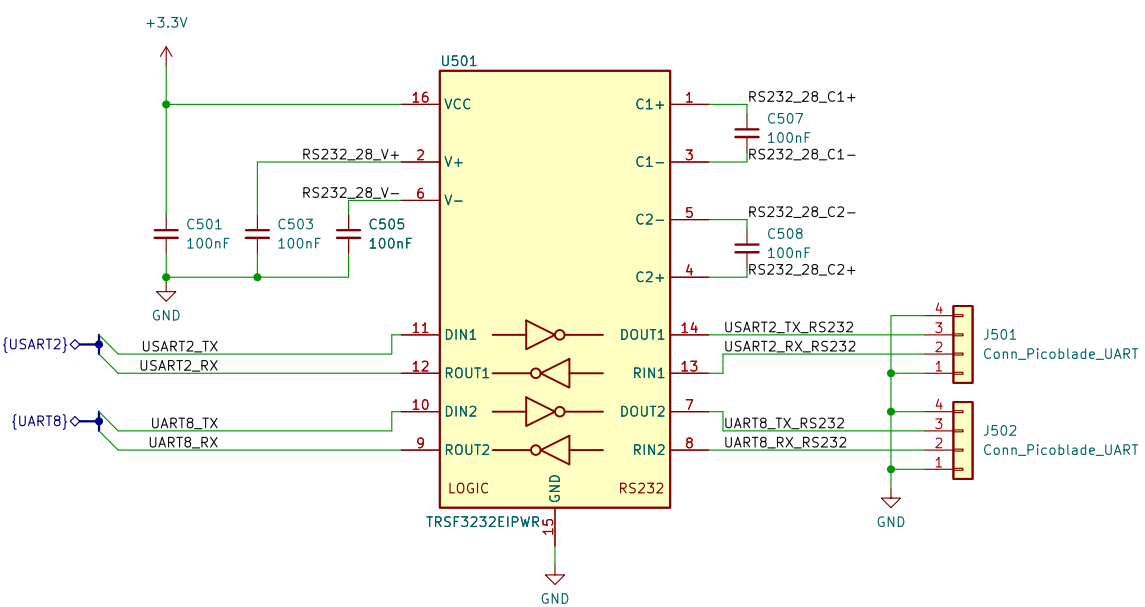 +3.3V
U501
16 VCC
C1+ 1 RS232_28_C1+
C507
100nF
RS232_28_V+ 2 V+
C1- 3 RS232_28_C1-
RS232_28_V- 6 V-
C2- 5 RS232_28_C2-
C501
100nF
C503
100nF
C505
100nF
C508
100nF
C2+ 4 RS232_28_C2+
GND
{USART2}
USART2_TX 11 DIN1
USART2_RX 12 ROUT1
{UART8}
UART8_TX 10 DIN2
UART8_RX 9 ROUT2
DOUT1 14 USART2_TX_RS232
RIN1 13 USART2_RX_RS232
DOUT2 7 UART8_TX_RS232
RIN2 8 UART8_RX_RS232
4
3
2
1
J501
Conn_Picoblade_UART
4
3
2
1
J502
Conn_Picoblade_UART
GND
LOGIC
GND
RS232
TRSF3232EIPWR
15
GND